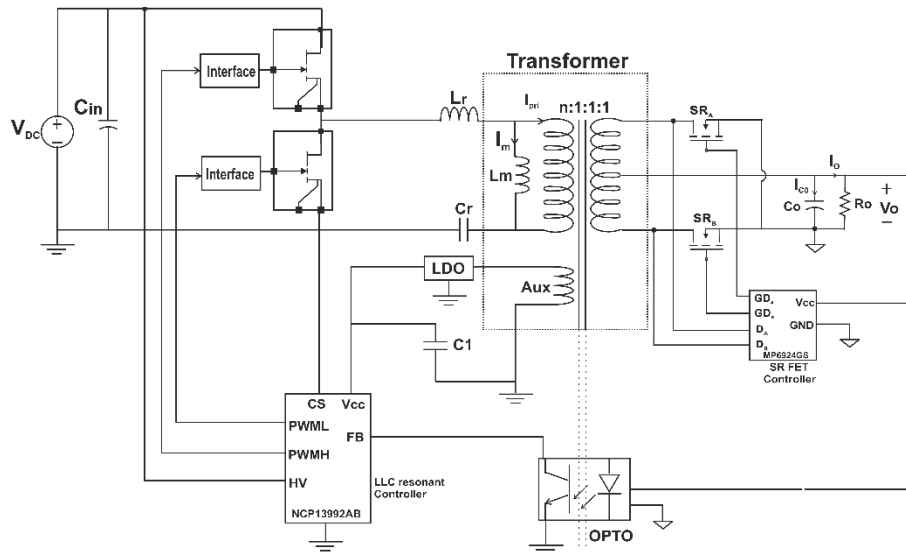 Transformer
Interface
Lr
Ipri
n:1:1:1
SRA
Cin
VDC
+
−
Im
Lm
Io
ICO
Co
Ro
+
Vo
−
Interface
Cr
SRB
LDO
Aux
GDA
GDB
DA
DB
Vcc
GND
MP6924GS
SR FET
Controller
C1
CS
Vcc
PWML
FB
PWMH
HV
LLC resonant
Controller
NCP13992AB
OPTO